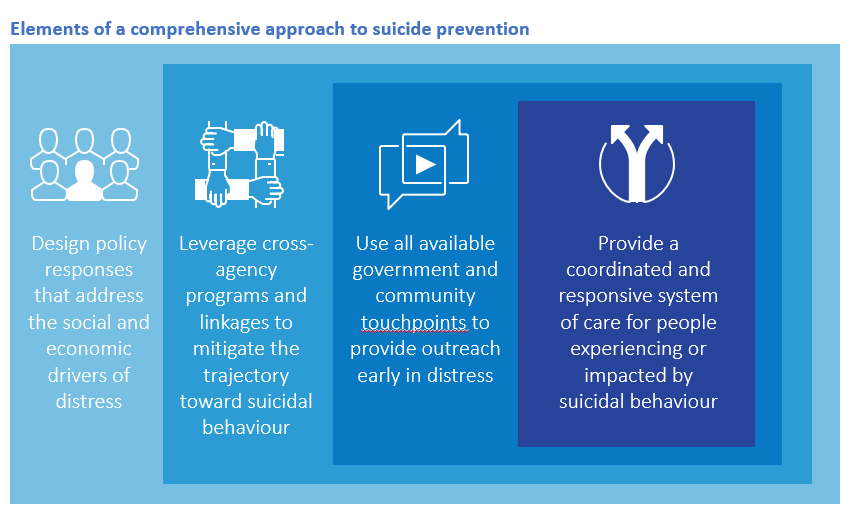 Elements of a comprehensive approach to suicide prevention
Design policy
responses
that address
the social and
economic
drivers of
distress
Leverage cross-
agency
programs and
linkages to
mitigate the
trajectory
toward suicidal
behaviour
Use all available
government and
community
touchpoints to
provide outreach
early in distress
Provide a
coordinated and
responsive system
of care for people
experiencing or
impacted by
suicidal behaviour